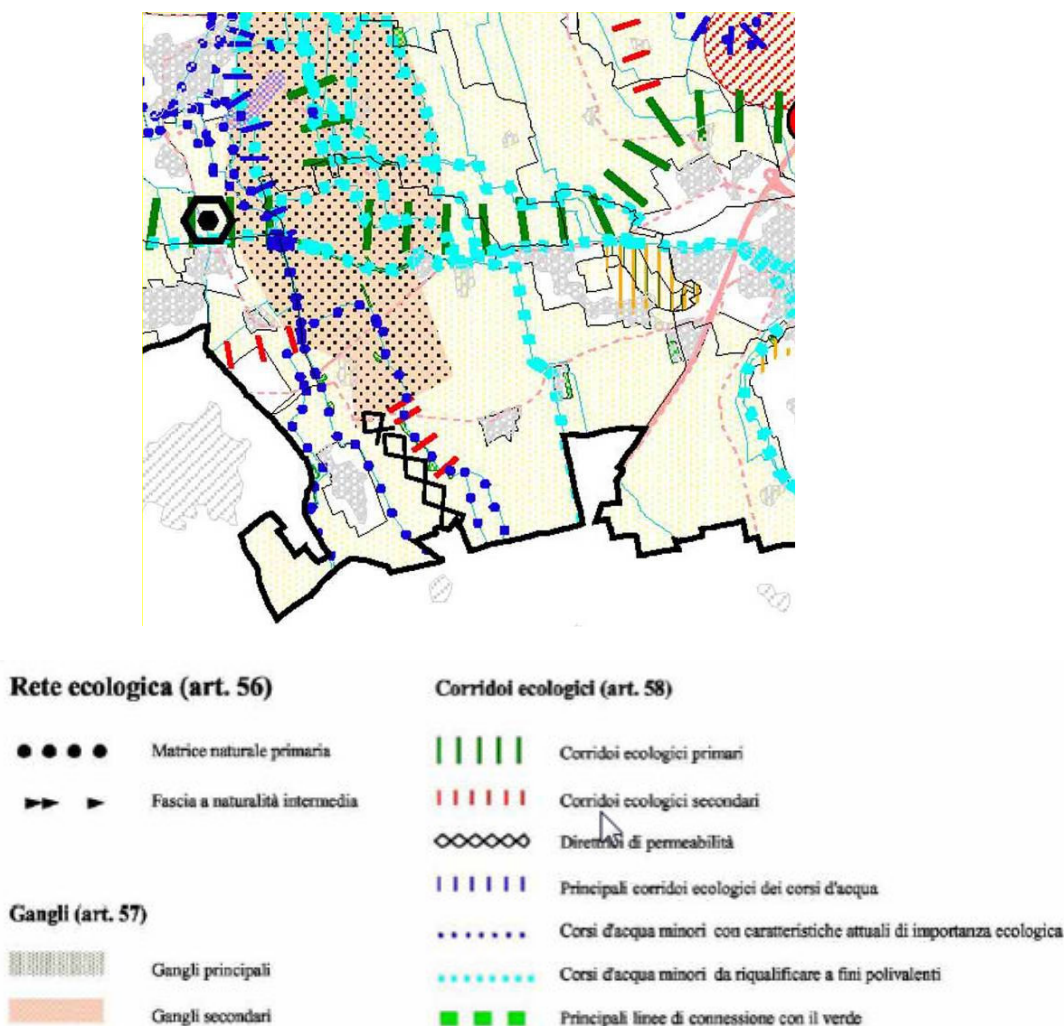 Rete ecologica (art. 56)
Matrice naturale primaria
Fascia a naturalità intermedia
Gangli (art. 57)
Gangli principali
Gangli secondari
Corridoi ecologici (art. 58)
Corridoi ecologici primari
Corridoi ecologici secondari
di permeabilità
Principali corridoi ecologici dei corsi d'acqua
Corsi d'acqua minori con caratteristiche attuali di importanza ecologica
Corsi d'acqua minori da riqualificare a fini polivalenti
Principali linee di connessione con il verde